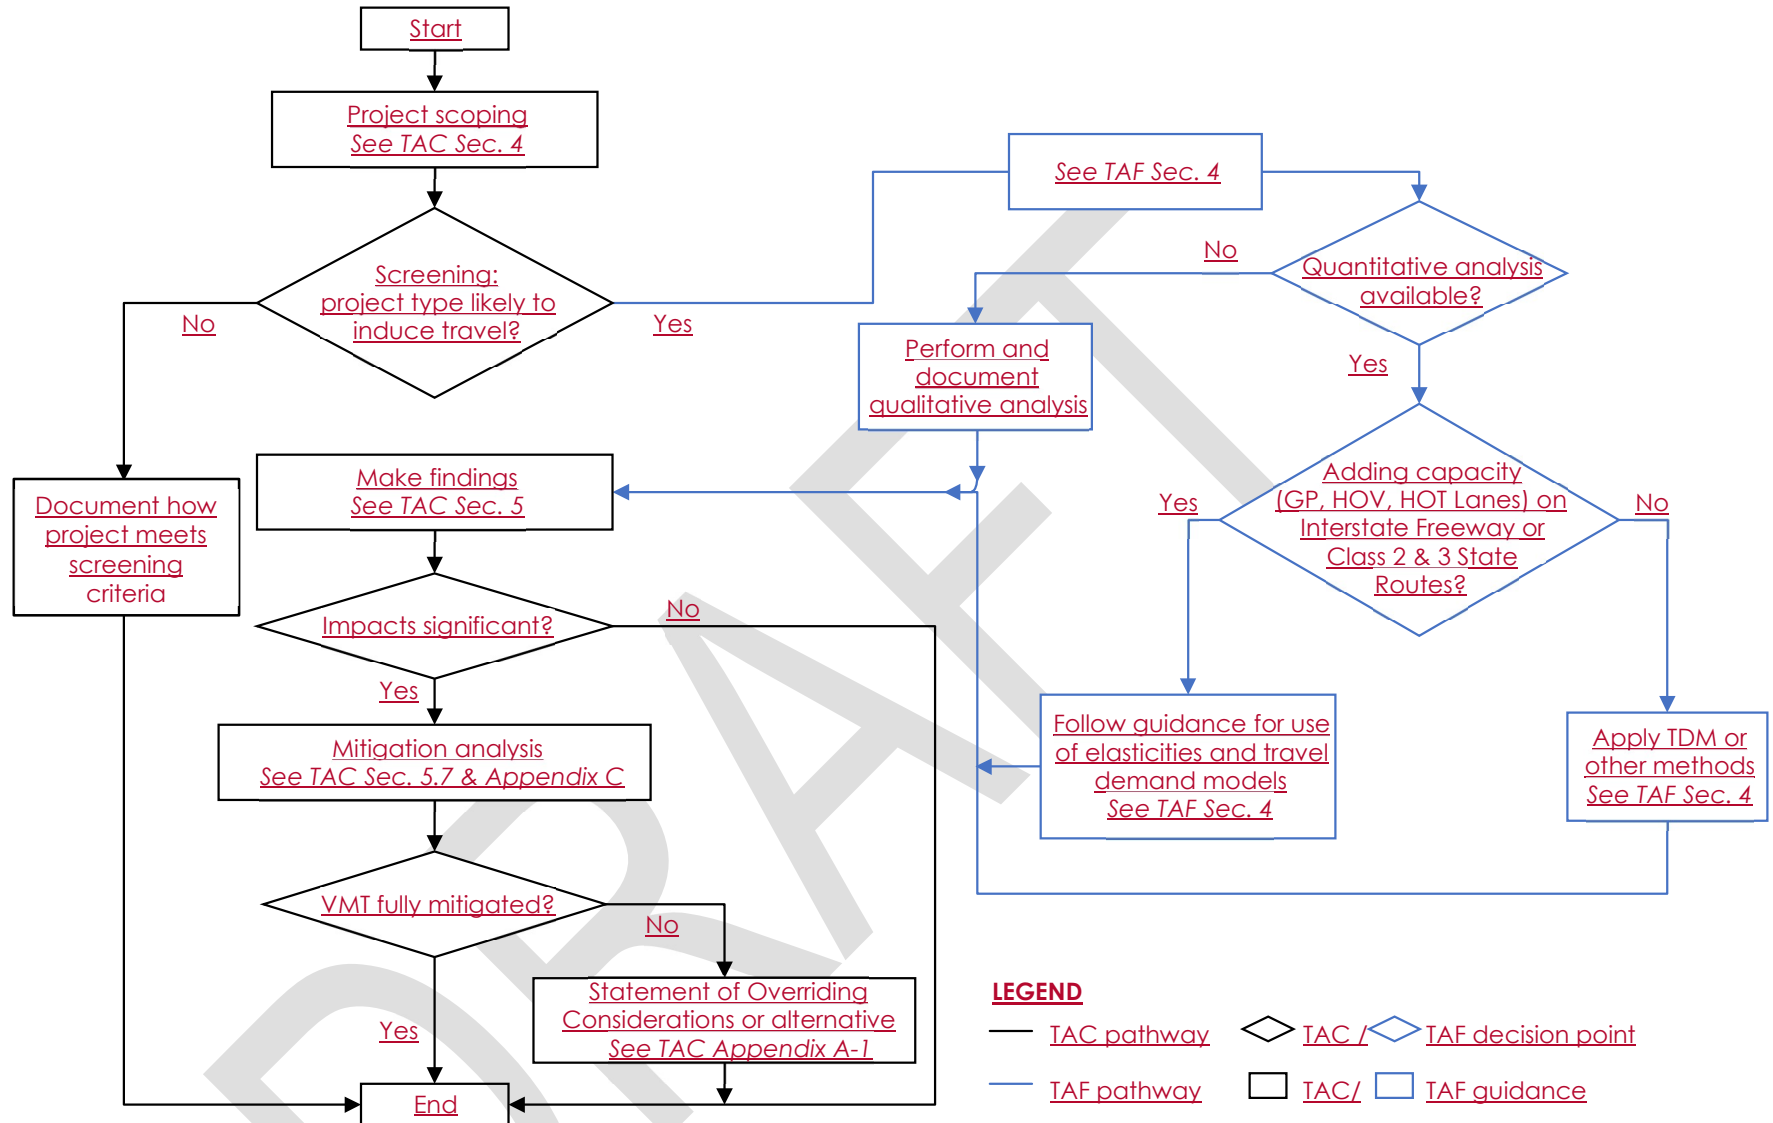 Start
Project scoping
See TAC Sec. 4
Screening:
project type likely to
induce travel?
No
Yes
See TAF Sec. 4
Quantitative analysis
available?
No
Yes
Perform and
document
qualitative analysis
Adding capacity
(GP, HOV, HOT Lanes) on
Interstate Freeway or
Class 2 & 3 State
Routes?
Yes
No
Document how
project meets
screening
criteria
Make findings
See TAC Sec. 5
Impacts significant?
No
Yes
Mitigation analysis
See TAC Sec. 5.7 & Appendix C
Follow guidance for use
of elasticities and travel
demand models
See TAF Sec. 4
Apply TDM or
other methods
See TAF Sec. 4
VMT fully mitigated?
No
Yes
Statement of Overriding
Considerations or alternative
See TAC Appendix A-1
End
LEGEND
TAC pathway
TAC /
TAF decision point
TAF pathway
TAC/
TAF guidance
DRAFT